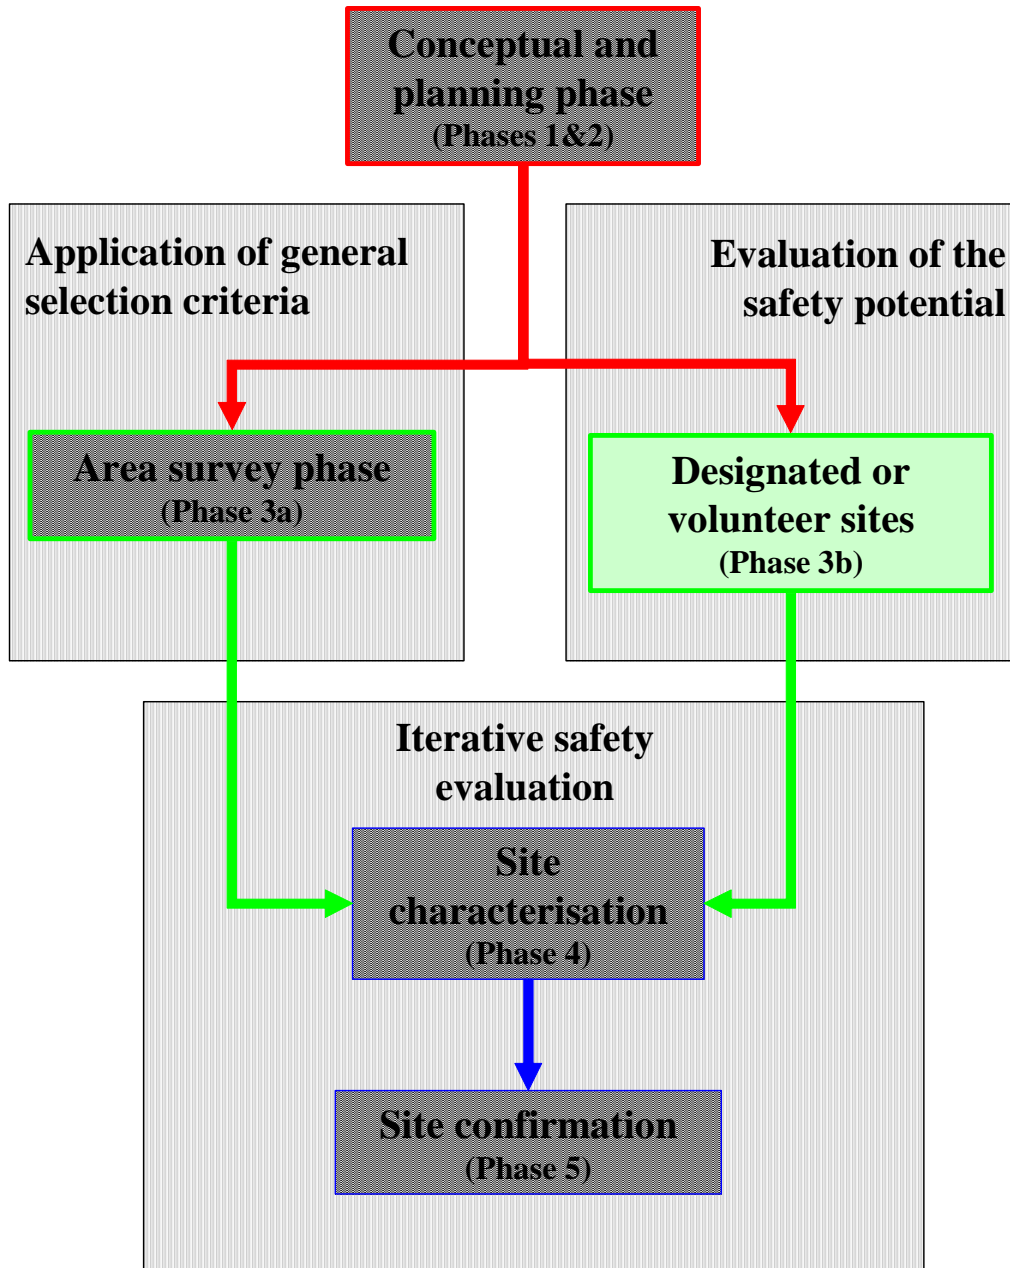 Conceptual and
planning phase
(Phases 1&2)
Application of general
selection criteria
Evaluation of the
safety potential
Area survey phase
(Phase 3a)
Designated or
volunteer sites
(Phase 3b)
Iterative safety
evaluation
Site
characterisation
(Phase 4)
Site confirmation
(Phase 5)